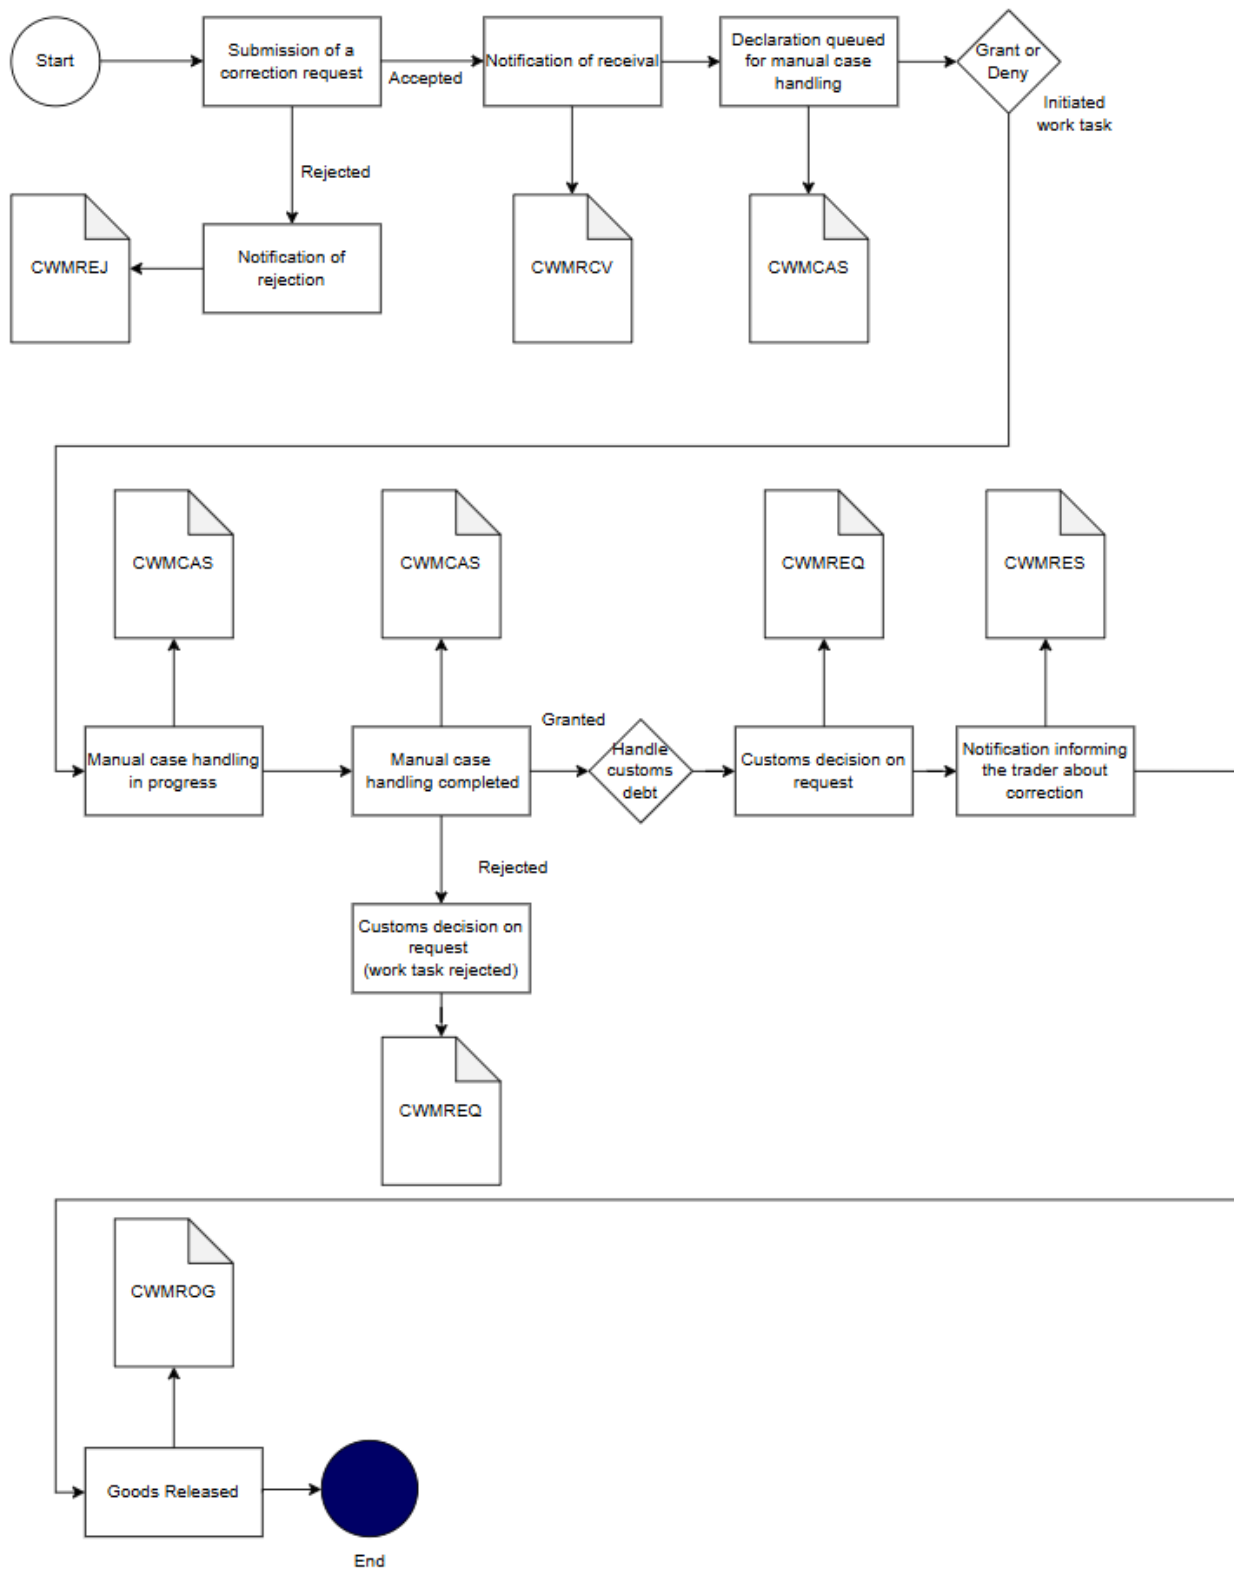 Start
Submission of a
correction request
Accepted
Notification of receival
Declaration queued
for manual case
handling
Grant or
Deny
Initiated
work task
Rejected
CWMREJ
Notification of
rejection
CWMRCV
CWMCAS
CWMCAS
CWMCAS
CWMREQ
CWMRES
Manual case handling
in progress
Manual case
handling completed
Granted
Handle
customs
debt
Customs decision on
request
Notification informing
the trader about
correction
Rejected
Customs decision on
request
(work task rejected)
CWMREQ
CWMROG
Goods Released
End